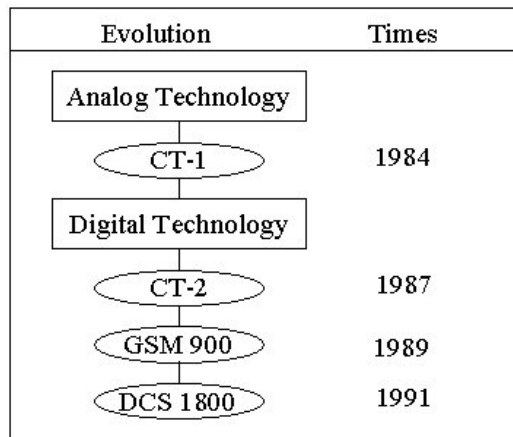 Evolution Times
Analog Technology
CT-1 1984
Digital Technology
CT-2 1987
GSM 900 1989
DCS 1800 1991